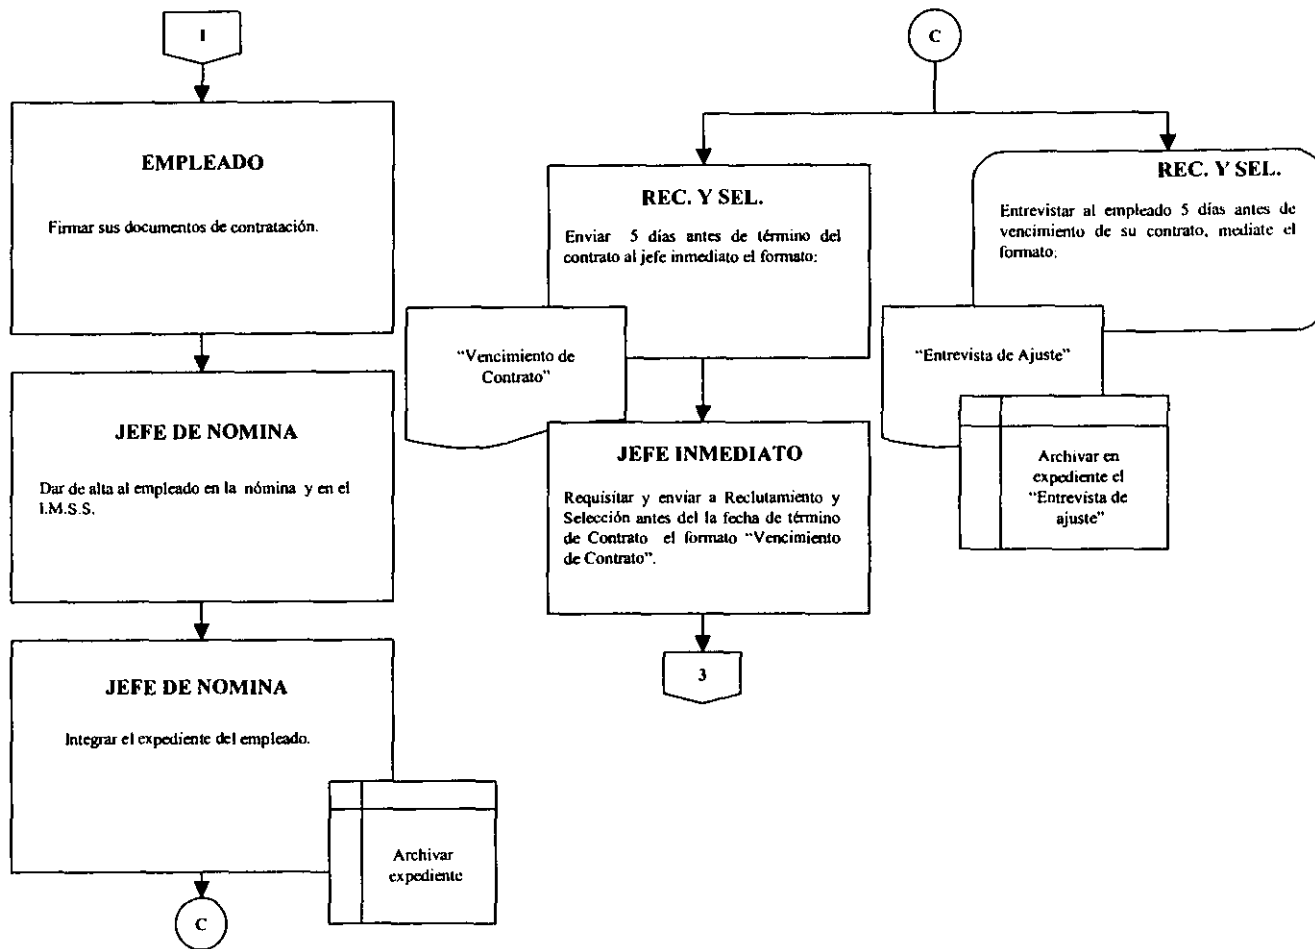 1
EMPLEADO
Firmar sus documentos de contratación.
JEFE DE NOMINA
Dar de alta al empleado en la nómina y en el
I.M.S.S.
JEFE DE NOMINA
Integrar el expediente del empleado.
Archivar
expediente
C
C
REC. Y SEL.
Enviar 5 días antes de término del
contrato al jefe inmediato el formato:
"Vencimiento de
Contrato"
JEFE INMEDIATO
Requisitar y enviar a Reclutamiento y
Selección antes del la fecha de término
de Contrato el formato "Vencimiento
de Contrato".
3
REC. Y SEL.
Entrevistar al empleado 5 días antes de
vencimiento de su contrato, mediate el
formato;
"Entrevista de Ajuste"
Archivar en
expediente el
"Entrevista de
ajuste"